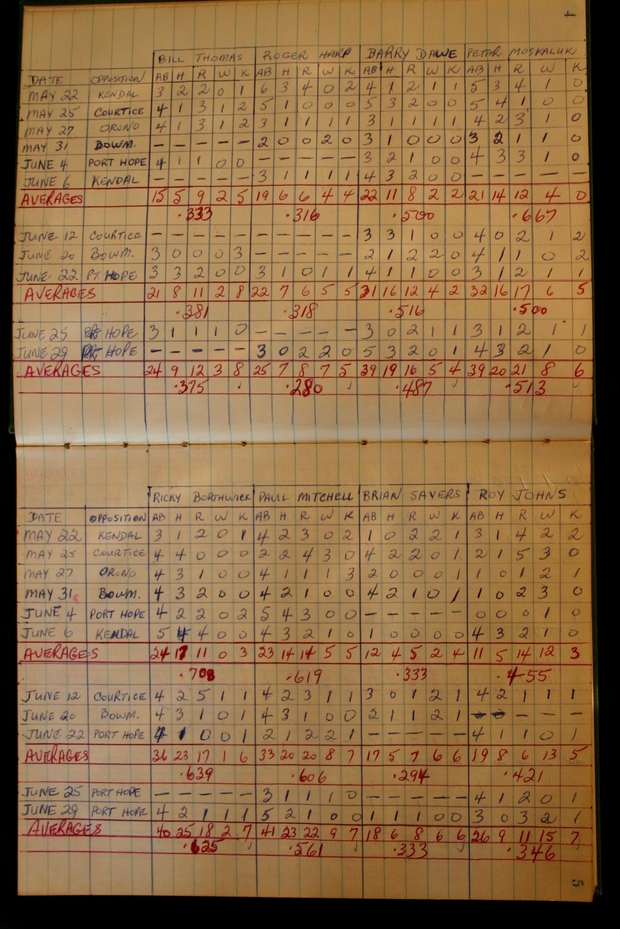 4
BILL THOMAS ROGER HARP BARRY DAWE PETER MOSKALUK
DATE OPPOSITION AB H R W K AB H R W K AB H R W K AB H R W K
MAY 22 KENDAL 3 2 2 0 1 6 3 4 0 2 4 1 2 1 1 5 3 4 1 0
MAY 25 COURTICE 4 1 3 1 2 5 1 0 0 0 5 3 2 0 0 5 4 1 0 0
MAY 27 ORONO 4 1 3 1 2 3 1 1 1 1 3 1 1 1 1 4 2 3 1 0
MAY 31 BOWM. - - - - - 2 0 0 2 0 3 1 0 0 0 3 2 1 1 0
JUNE 4 PORT HOPE 4 1 1 0 0 - - - - - 3 2 1 0 0 4 3 3 1 0
JUNE 6 KENDAL 3 1 1 1 1 4 3 2 0 0 - - - - -
AVERAGES 15 5 9 2 5 19 6 6 4 4 22 11 8 2 2 21 14 12 4 0
.333 .316 .500 .667
JUNE 12 COURTICE - - - - - - - - - - 3 3 1 0 0 4 0 2 1 2
JUNE 20 BOWM. 3 0 0 0 3 - - - - - 2 1 2 2 0 4 1 1 0 2
JUNE 22 PT. HOPE 3 3 2 0 0 3 1 0 1 1 4 1 1 0 0 3 1 2 1 1
AVERAGES 21 8 11 2 8 22 7 6 5 5 31 16 12 4 2 32 16 17 6 5
.381 .318 .516 .500
JUNE 25 HOPE 3 1 1 1 0 - - - - - 3 0 2 1 1 3 1 2 1 1
JUNE 29 HOPE - - - - - 3 0 2 2 0 5 3 2 0 1 4 3 2 1 0
AVERAGES 24 9 12 3 8 25 7 8 7 5 39 19 16 5 4 39 20 21 8 6
.375 .280 .487 .513
RICKY BORTHWICK PAUL MITCHELL BRIAN SAYERS ROY JOHNS
DATE OPPOSITION AB H R W K AB H R W K AB H R W K AB H R W K
MAY 22 KENDAL 3 1 2 0 1 4 2 3 0 2 1 0 2 2 1 3 1 4 2 2
MAY 25 COURTICE 4 4 0 0 0 2 2 4 3 0 4 2 2 0 1 2 1 5 3 0
MAY 27 ORONO 4 3 1 0 0 4 1 1 1 3 2 0 0 0 1 1 0 1 2 1
MAY 31 BOWM. 4 3 2 0 0 4 2 1 0 0 4 2 1 0 1 1 0 2 3 0
JUNE 4 PORT HOPE 4 2 2 0 2 5 4 3 0 0 - - - - - 0 0 0 1 0
JUNE 6 KENDAL 5 4 4 0 0 4 3 2 1 0 1 0 0 0 0 4 3 2 1 0
AVERAGES 24 17 11 0 3 23 14 14 5 5 12 4 5 2 4 11 5 14 12 3
.708 .619 .333 .455
JUNE 12 COURTICE 4 2 5 1 1 4 2 3 1 1 3 0 1 2 1 4 2 1 1 1
JUNE 20 BOWM. 4 3 1 0 1 4 3 1 0 0 2 1 1 2 1 - - -
JUNE 22 PORT HOPE 4 1 0 0 1 2 1 2 2 1 - - - - - 4 1 1 0 1
AVERAGES 36 23 17 1 6 33 20 20 8 7 17 5 7 6 6 19 8 6 13 5
.639 .606 .294 .421
JUNE 25 PORT HOPE 3 1 1 1 0 - - - - - 4 1 2 0 1
JUNE 29 PORT HOPE 4 2 1 1 1 5 2 1 0 0 1 1 1 0 0 3 0 3 2 1
AVERAGES 40 25 18 2 7 41 23 22 9 7 18 6 8 6 6 26 9 11 15 7
.625 .561 .333 .346
5